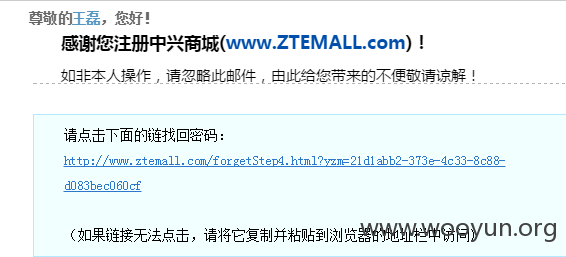 尊敬的王磊，您好!
感谢您注册中兴商城(www.ZTEMALL.com)！
如非本人操作，请忽略此邮件，由此给您带来的不便敬请谅解！
请点击下面的链找回密码：
http://www.ztemall.com/forgetStep4.html?yzm=21d1abb2-373e-4c33-8c88-
d083bec060cf
（如果链接无法点击，请将它复制并粘贴到浏览器的地址栏中访问）
www.wooyun.org